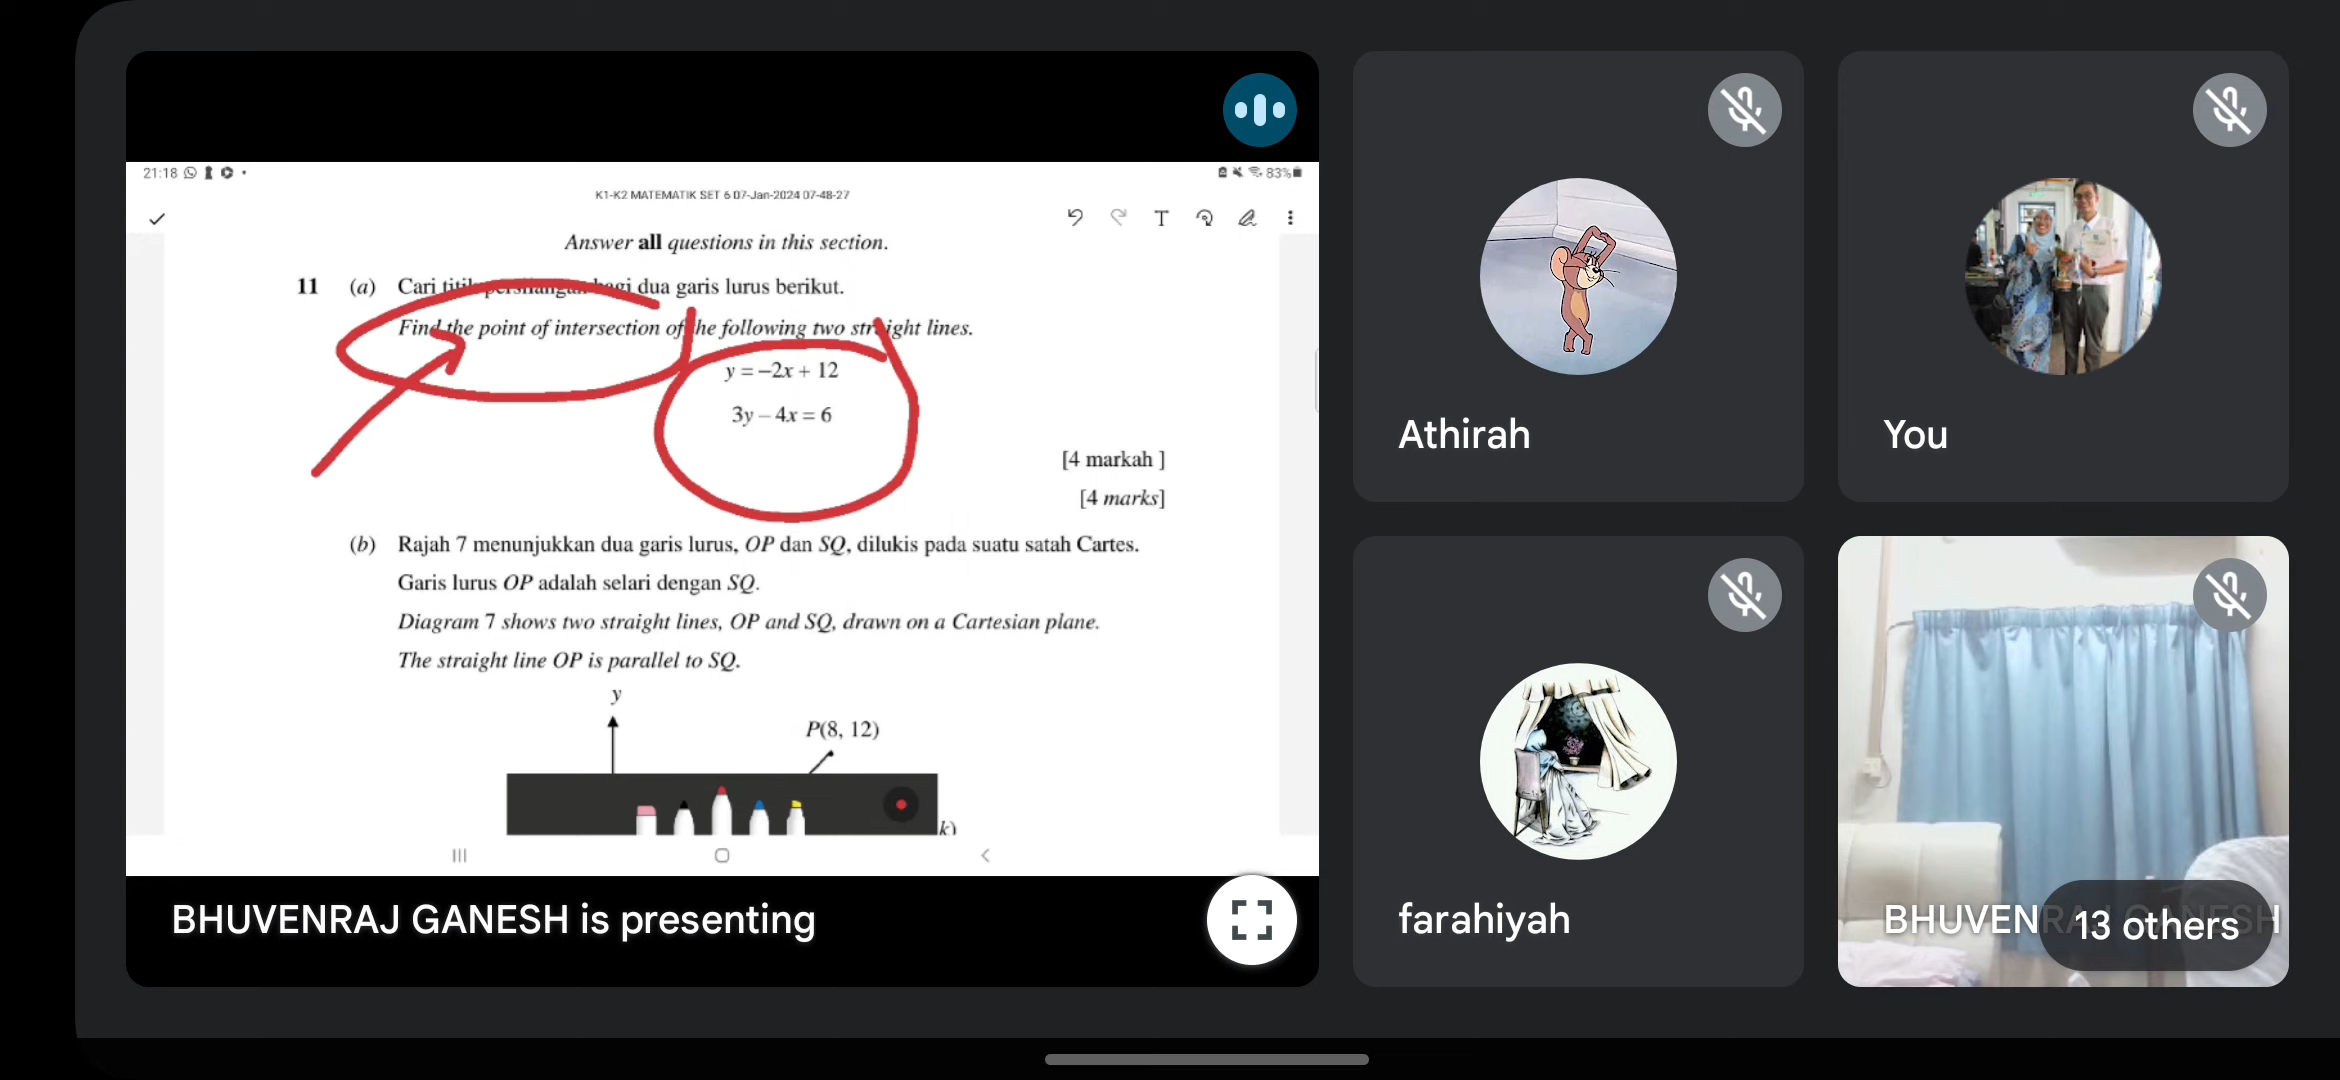 21:18
83%
K1-K2 MATEMATIK SET 6 07-Jan-2024 07-48-27
T
Answer all questions in this section.
11 (a) Cari titik persilangan bagi dua garis lurus berikut.
Find the point of intersection of the following two straight lines.
y = –2x + 12
3y – 4x = 6
[4 markah ]
[4 marks]
(b) Rajah 7 menunjukkan dua garis lurus, OP dan SQ, dilukis pada suatu satah Cartes.
Garis lurus OP adalah selari dengan SQ.
Diagram 7 shows two straight lines, OP and SQ, drawn on a Cartesian plane.
The straight line OP is parallel to SQ.
y
P(8, 12)
k)
BHUVENRAJ GANESH is presenting
Athirah
You
farahiyah
BHUVENRAJ GANESH
13 others